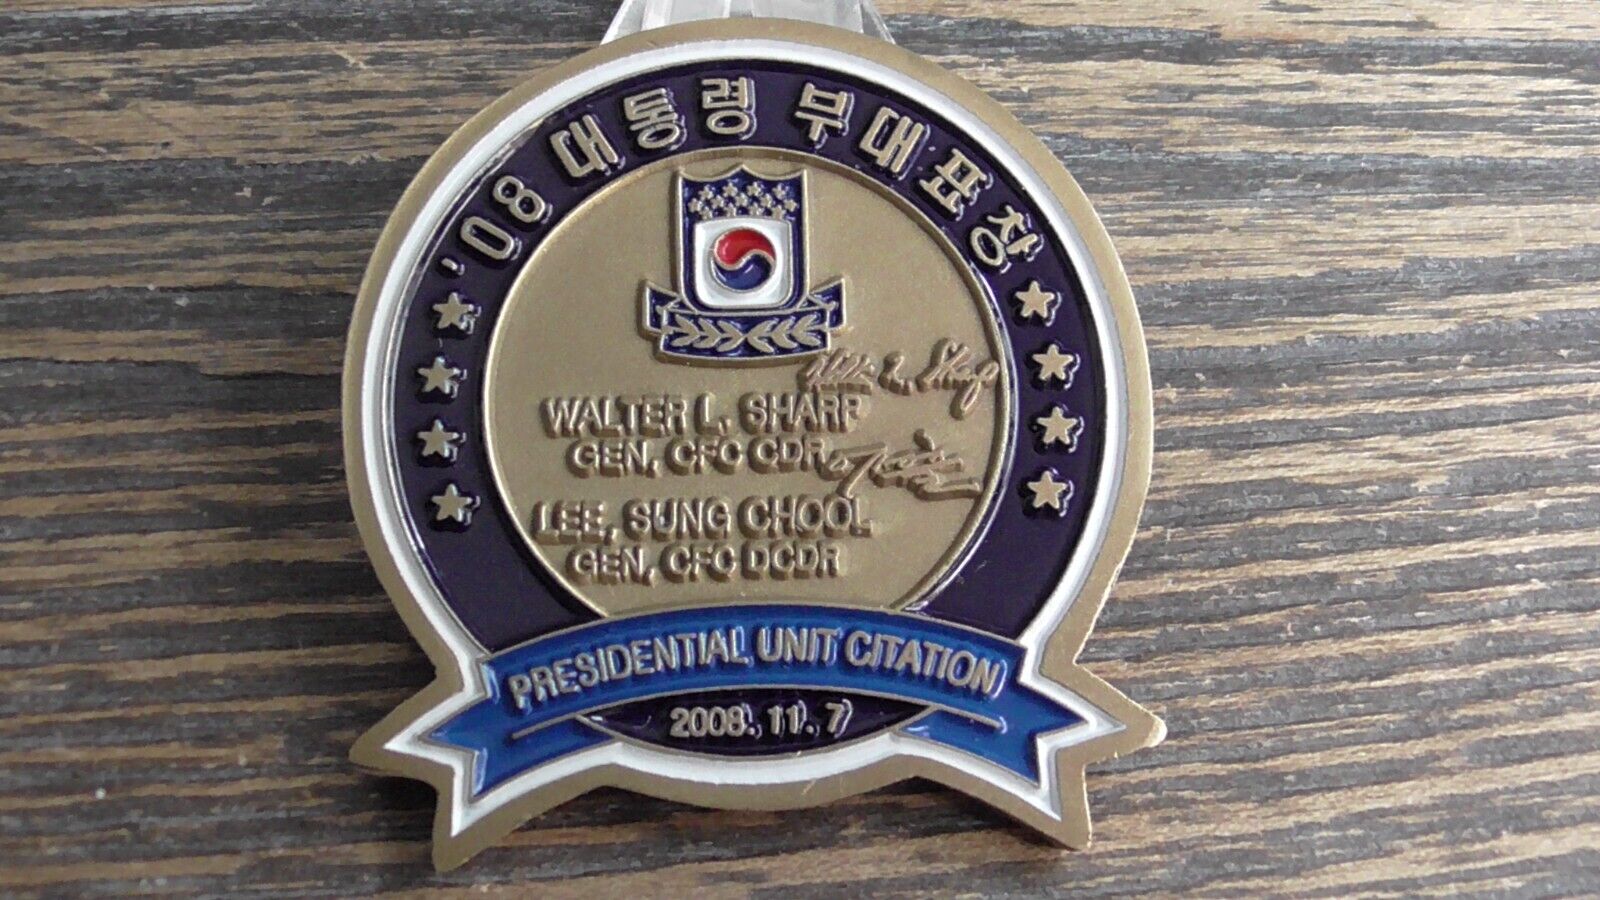 '08 대통령 부대표창
WALTER L. SHARP
GEN, CFC CDR
LEE, SUNG CHOOL
GEN, CFC DCDR
PRESIDENTIAL UNIT CITATION
2008. 11. 7